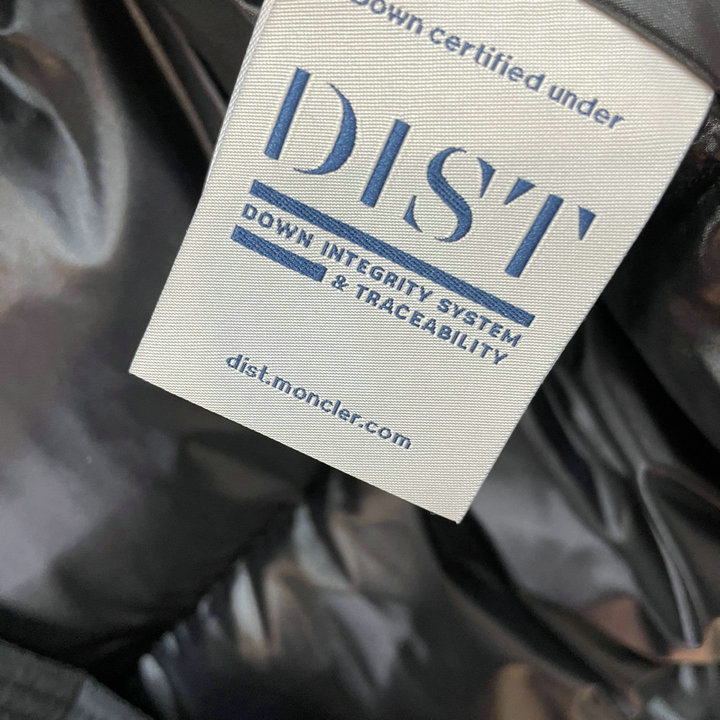 Down certified under
DIST
DOWN INTEGRITY SYSTEM
& TRACEABILITY
dist.moncler.com